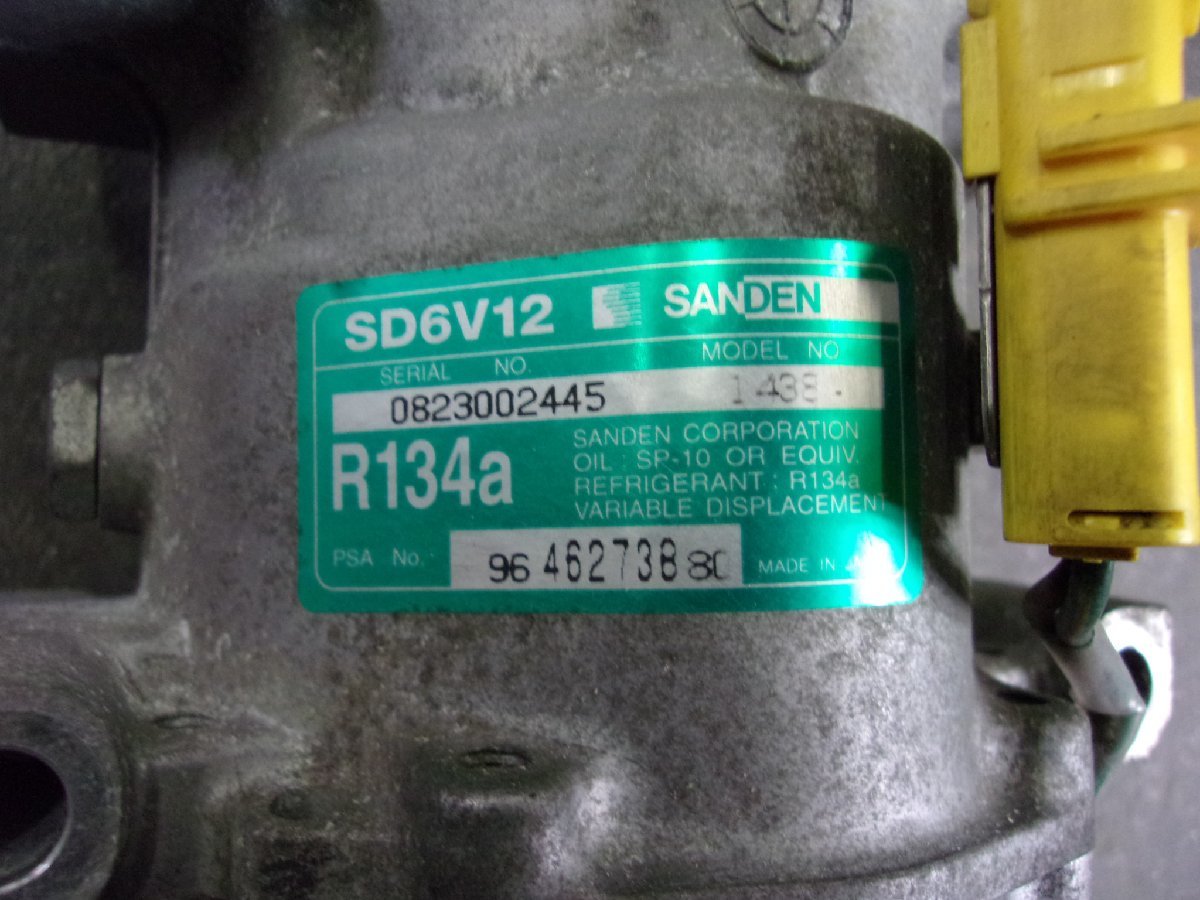 SD6V12 SANDEN
SERIAL NO. MODEL NO
0823002445 1438
R134a
SANDEN CORPORATION
OIL : SP-10 OR EQUIV.
REFRIGERANT : R134a
VARIABLE DISPLACEMENT
PSA No. 96 462738 80 MADE IN